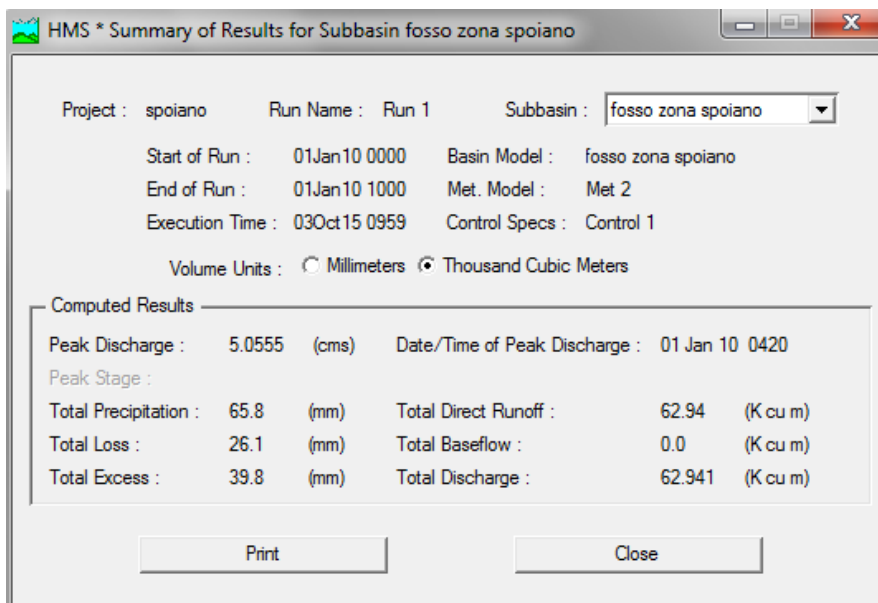 HMS * Summary of Results for Subbasin fosso zona spoiano
Project : spoiano Run Name : Run 1 Subbasin : fosso zona spoiano
Start of Run : 01Jan10 0000 Basin Model : fosso zona spoiano
End of Run : 01Jan10 1000 Met. Model : Met 2
Execution Time : 03Oct15 0959 Control Specs : Control 1
Volume Units : Millimeters Thousand Cubic Meters
Computed Results
Peak Discharge : 5.0555 (cms) Date/Time of Peak Discharge : 01 Jan 10 0420
Peak Stage :
Total Precipitation : 65.8 (mm) Total Direct Runoff : 62.94 (K cu m)
Total Loss : 26.1 (mm) Total Baseflow : 0.0 (K cu m)
Total Excess : 39.8 (mm) Total Discharge : 62.941 (K cu m)
Print Close